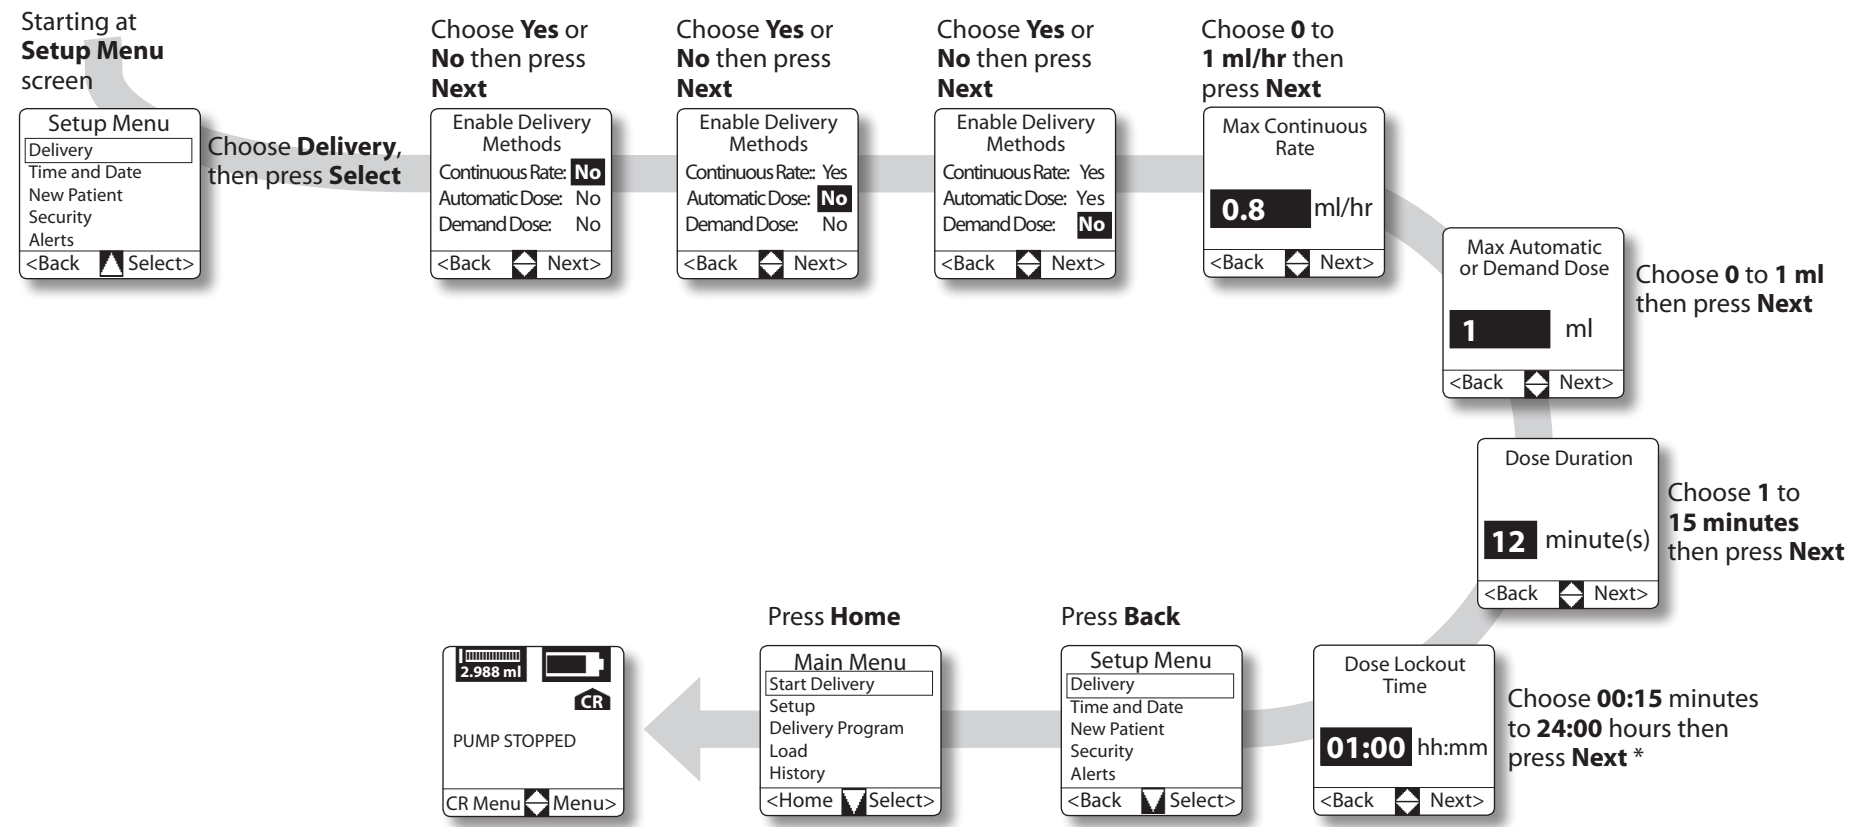 Starting at
Setup Menu
screen
Setup Menu
Delivery
Time and Date
New Patient
Security
Alerts
<Back Select>
Choose Delivery,
then press Select
Choose Yes or
No then press
Next
Enable Delivery
Methods
Continuous Rate: No
Automatic Dose: No
Demand Dose: No
<Back Next>
Choose Yes or
No then press
Next
Enable Delivery
Methods
Continuous Rate:: Yes
Automatic Dose: No
Demand Dose: No
<Back Next>
Choose Yes or
No then press
Next
Enable Delivery
Methods
Continuous Rate: Yes
Automatic Dose: Yes
Demand Dose: No
<Back Next>
Choose 0 to
1 ml/hr then
press Next
Max Continuous
Rate
0.8 ml/hr
<Back Next>
Max Automatic
or Demand Dose
1 ml
<Back Next>
Choose 0 to 1 ml
then press Next
Dose Duration
12 minute(s)
<Back Next>
Choose 1 to
15 minutes
then press Next
Dose Lockout
Time
01:00 hh:mm
<Back Next>
Choose 00:15 minutes
to 24:00 hours then
press Next *
Press Back
Setup Menu
Delivery
Time and Date
New Patient
Security
Alerts
<Back Select>
Press Home
Main Menu
Start Delivery
Setup
Delivery Program
Load
History
<Home Select>
2.988 ml
CR
PUMP STOPPED
CR Menu Menu>